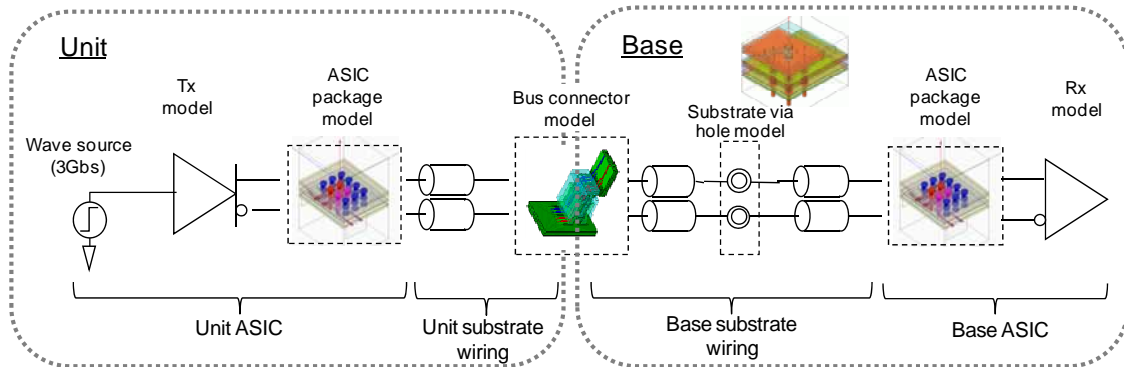 Unit
Base
Tx
model
ASIC
package
model
Wave source
(3Gbs)
Bus connector
model
Substrate via
hole model
ASIC
package
model
Rx
model
Unit ASIC
Unit substrate
wiring
Base substrate
wiring
Base ASIC